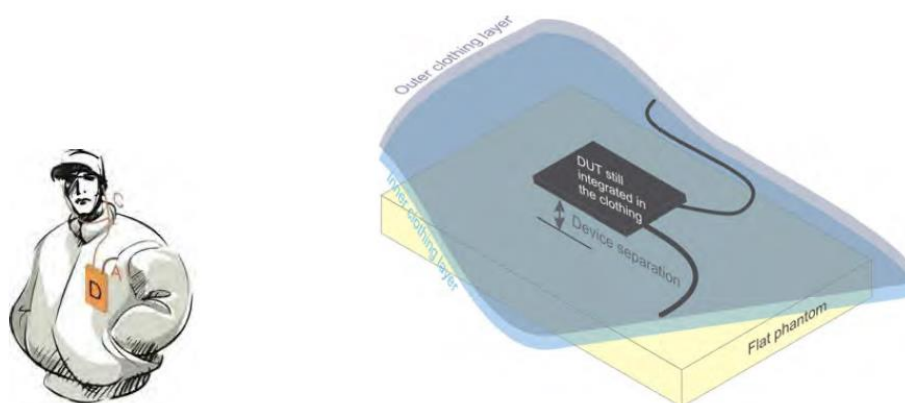 C
A
D
Outer clothing layer
Inner clothing layer
DUT still
integrated in
the clothing
Device separation
Flat phantom